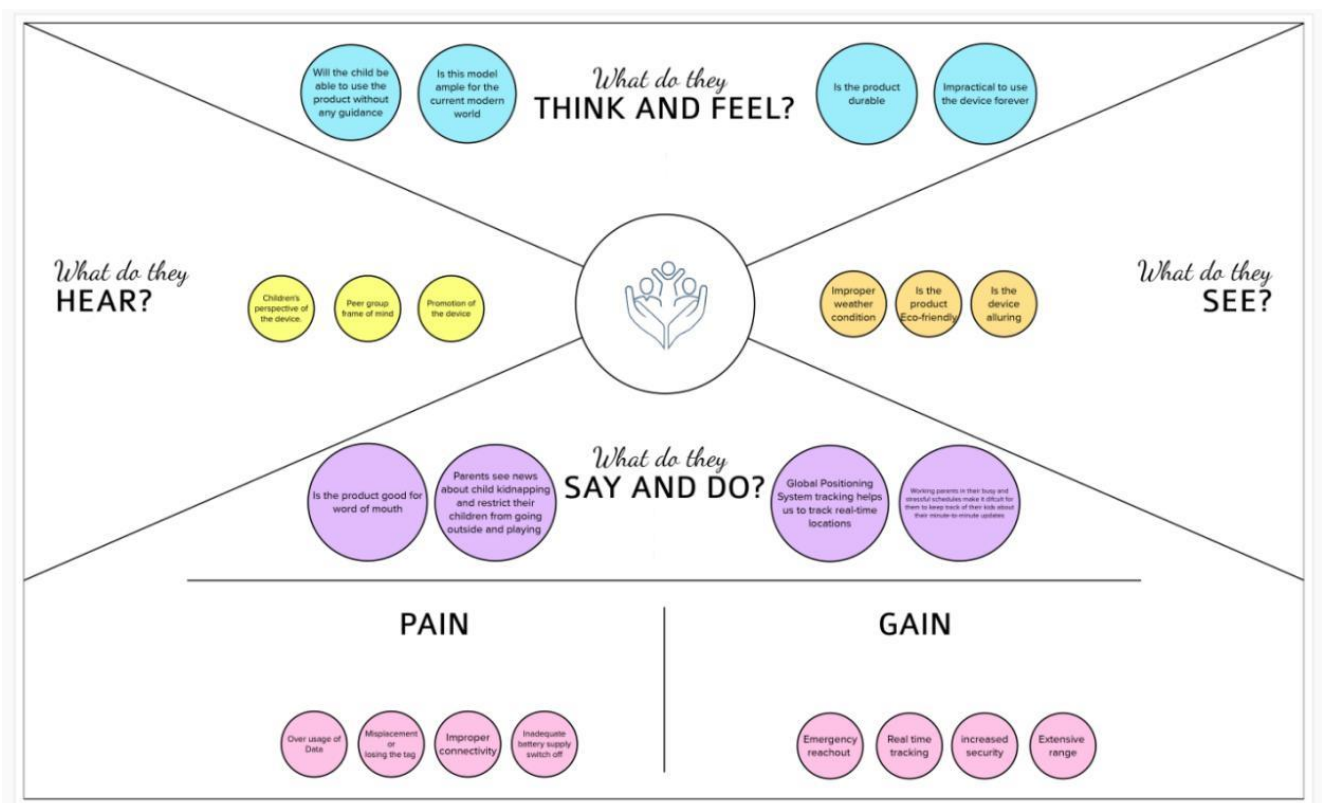 Will the child be
able to use the
product without
any guidance
Is this model
ample for the
current modern
world
What do they
THINK AND FEEL?
Is the product
durable
Impractical to use
the device forever
What do they
HEAR?
Children's
perspective of
the device.
Peer group
frame of mind
Promotion of
the device
Improper
weather
condition
Is the
product
Eco-friendly
Is the
device
alluring
What do they
SEE?
Is the product good for
word of mouth
Parents see news
about child kidnapping
and restrict their
children from going
outside and playing
What do they
SAY AND DO?
Global Positioning
System tracking helps
us to track real-time
locations
Working parents in their busy and
stressful schedules make it difcult for
them to keep track of their kids about
their minute-to-minute updates
PAIN
Over usage of
Data
Misplacement
or
losing the tag
Improper
connectivity
Inadequate
battery supply
switch off
GAIN
Emergency
reachout
Real time
tracking
increased
security
Extensive
range